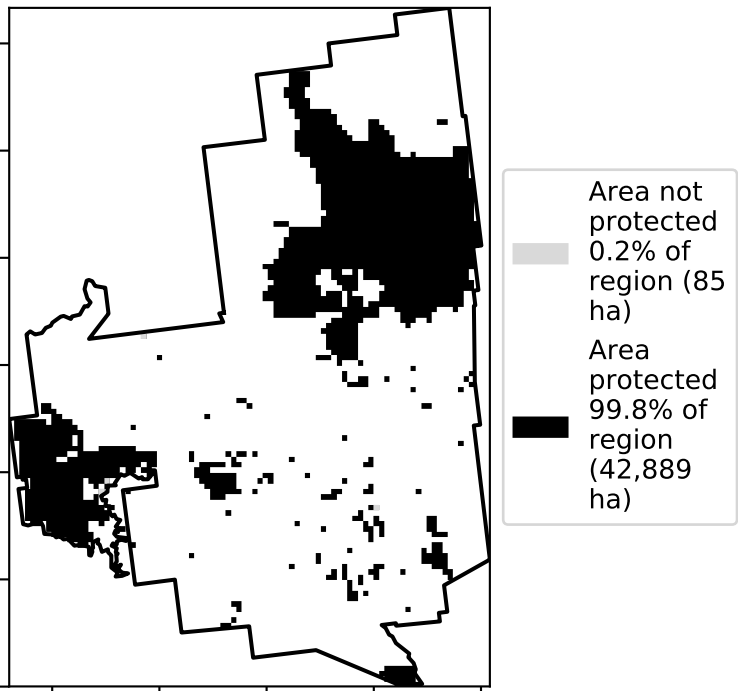 Area not
protected
0.2% of
region (85
ha)
Area
protected
99.8% of
region
(42,889
ha)